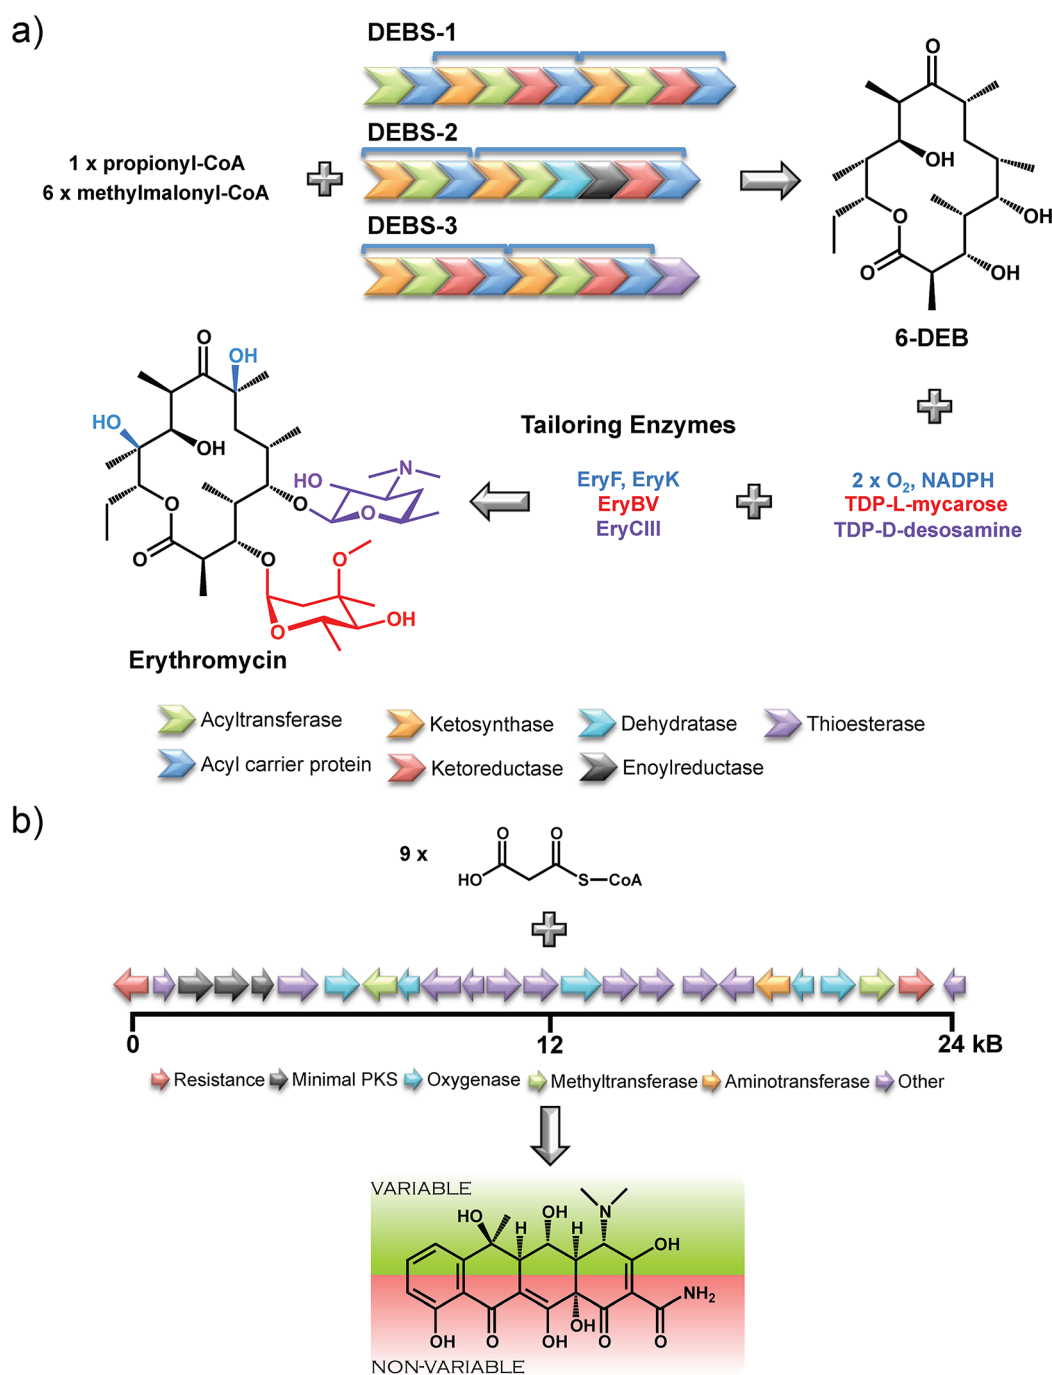 a)
DEBS-1
DEBS-2
DEBS-3
1 x propionyl-CoA
6 x methylmalonyl-CoA
O
OH
OH
O
O
OH
6-DEB
O
OH
HO
OH
HO
N
O
O
O
O
O
O
O
OH
Erythromycin
Tailoring Enzymes
EryF, EryK
EryBV
EryCIII
2 x O₂, NADPH
TDP-L-mycarose
TDP-D-desosamine
Acyltransferase
Ketosynthase
Dehydratase
Thioesterase
Acyl carrier protein
Ketoreductase
Enoylreductase
b)
9 x
O O
HO S CoA
0 12 24 kB
Resistance Minimal PKS Oxygenase Methyltransferase Aminotransferase Other
VARIABLE
HO H OH H N
OH
NH₂
OH
OH O OH O O
NON-VARIABLE